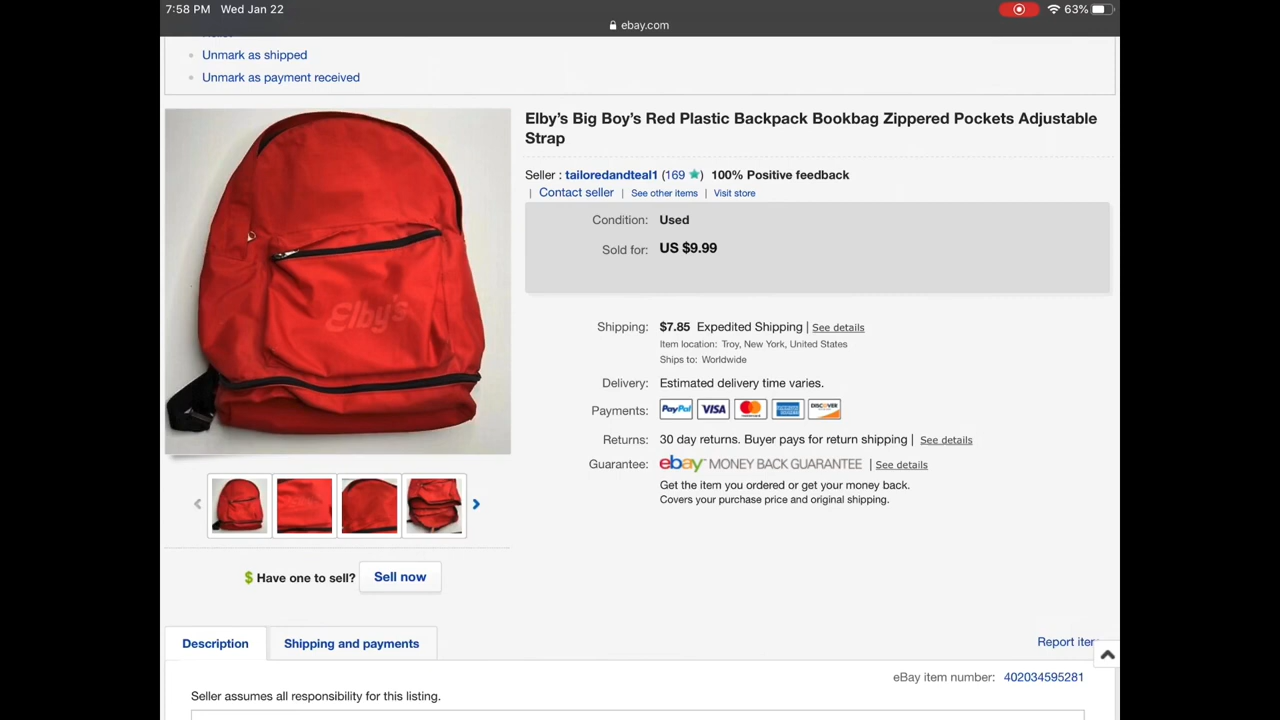 7:58 PM Wed Jan 22
63%
ebay.com
Unmark as shipped
Unmark as payment received
Elby's
Elby’s Big Boy’s Red Plastic Backpack Bookbag Zippered Pockets Adjustable
Strap
Seller : tailoredandteal1 (169 ) 100% Positive feedback
| Contact seller | See other items | Visit store
Condition: Used
Sold for: US $9.99
Shipping: $7.85 Expedited Shipping | See details
Item location: Troy, New York, United States
Ships to: Worldwide
Delivery: Estimated delivery time varies.
Payments: PayPal VISA MasterCard AMERICAN EXPRESS DISCOVER
Returns: 30 day returns. Buyer pays for return shipping | See details
Guarantee: ebay MONEY BACK GUARANTEE | See details
Get the item you ordered or get your money back.
Covers your purchase price and original shipping.
$ Have one to sell? Sell now
Description
Shipping and payments
Report item
eBay item number: 402034595281
Seller assumes all responsibility for this listing.